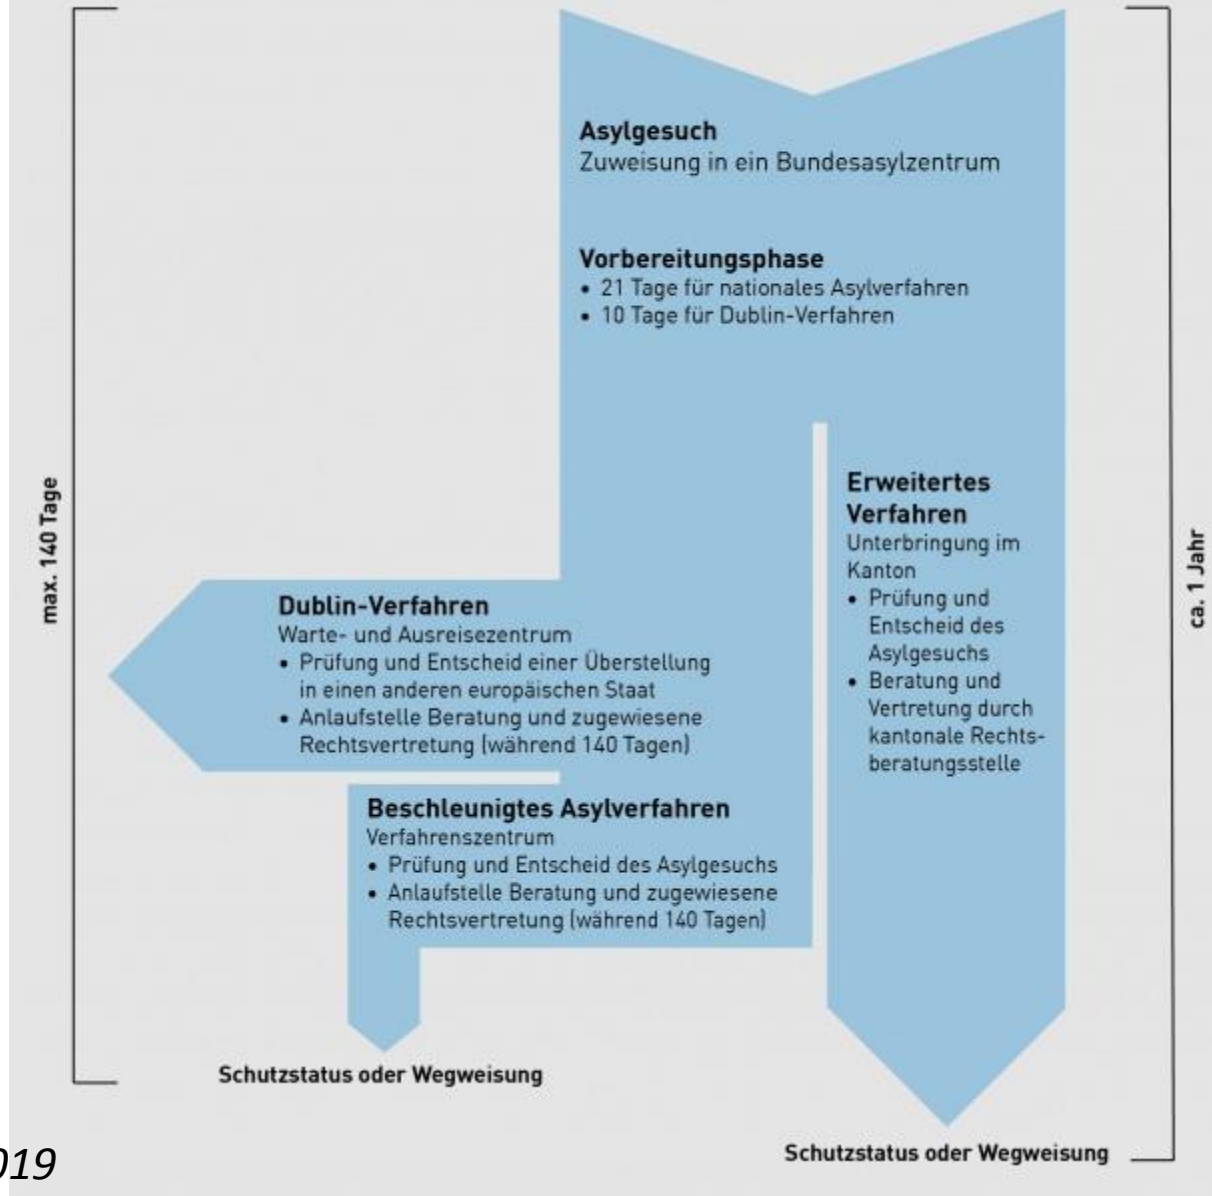 Asylgesuch
Zuweisung in ein Bundesasylzentrum
Vorbereitungsphase
• 21 Tage für nationales Asylverfahren
• 10 Tage für Dublin-Verfahren
max. 140 Tage
Dublin-Verfahren
Warte- und Ausreisezentrum
• Prüfung und Entscheid einer Überstellung
in einen anderen europäischen Staat
• Anlaufstelle Beratung und zugewiesene
Rechtsvertretung (während 140 Tagen)
Beschleunigtes Asylverfahren
Verfahrenszentrum
• Prüfung und Entscheid des Asylgesuchs
• Anlaufstelle Beratung und zugewiesene
Rechtsvertretung (während 140 Tagen)
Schutzstatus oder Wegweisung
Erweitertes
Verfahren
Unterbringung im
Kanton
• Prüfung und
Entscheid des
Asylgesuchs
• Beratung und
Vertretung durch
kantonale Rechts-
beratungsstelle
ca. 1 Jahr
Schutzstatus oder Wegweisung
019